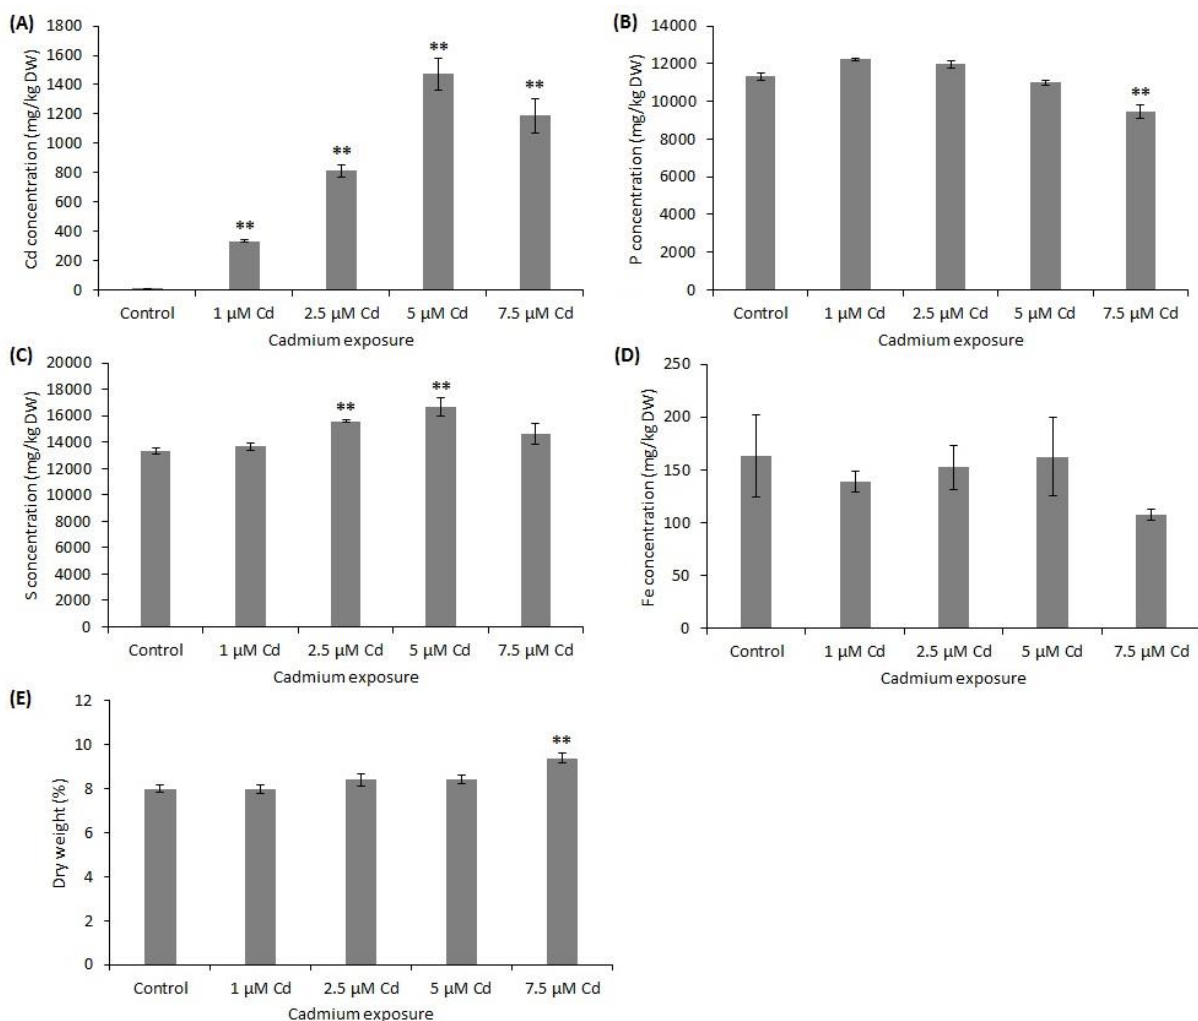 (A)
Cd concentration (mg/kg DW)
1800
1600
1400
1200
1000
800
600
400
200
0
**
**
**
**
Control 1 µM Cd 2.5 µM Cd 5 µM Cd 7.5 µM Cd
Cadmium exposure
(B)
P concentration (mg/kg DW)
14000
12000
10000
8000
6000
4000
2000
0
**
Control 1 µM Cd 2.5 µM Cd 5 µM Cd 7.5 µM Cd
Cadmium exposure
(C)
S concentration (mg/kg DW)
20000
18000
16000
14000
12000
10000
8000
6000
4000
2000
0
**
**
Control 1 µM Cd 2.5 µM Cd 5 µM Cd 7.5 µM Cd
Cadmium exposure
(D)
Fe concentration (mg/kg DW)
250
200
150
100
50
0
Control 1 µM Cd 2.5 µM Cd 5 µM Cd 7.5 µM Cd
Cadmium exposure
(E)
Dry weight (%)
12
10
8
6
4
2
0
**
Control 1 µM Cd 2.5 µM Cd 5 µM Cd 7.5 µM Cd
Cadmium exposure